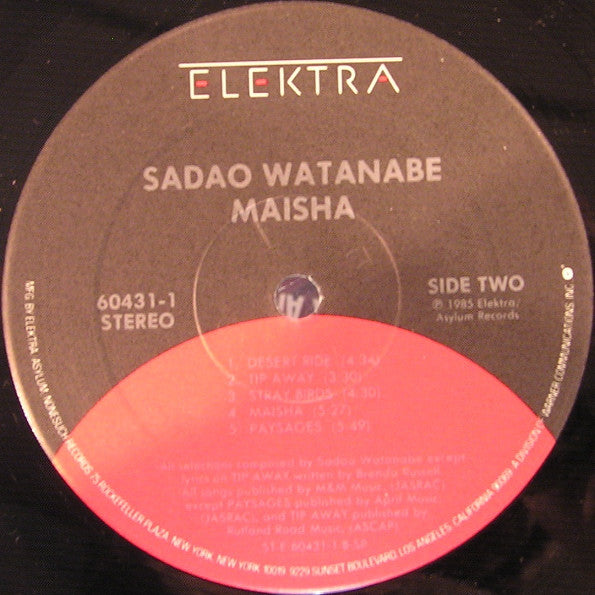 ELEKTRA
SADAO WATANABE
MAISHA
60431-1
STEREO
SIDE TWO
℗ 1985 Elektra/
Asylum Records
1. DESERT RIDE (4:34)
2. TIP AWAY (3:30)
3. STRAY BIRDS (4:30)
4. MAISHA (5:27)
5. PAYSAGES (5:49)
All selections composed by Sadao Watanabe except
lyrics on TIP AWAY written by Brenda Russell
(All songs published by M&M Music, (JASRAC)
except PAYSAGES published by April Music,
(JASRAC), and TIP AWAY published by
Rutland Road Music, (ASCAP)
ST-E-60431-1-B-SP
MFG. BY ELEKTRA/ASYLUM/NONESUCH RECORDS 75 ROCKEFELLER PLAZA, NEW YORK, NEW YORK 10019. 9229 SUNSET BOULEVARD, LOS ANGELES, CALIFORNIA 90069. A DIVISION OF WARNER COMMUNICATIONS INC.